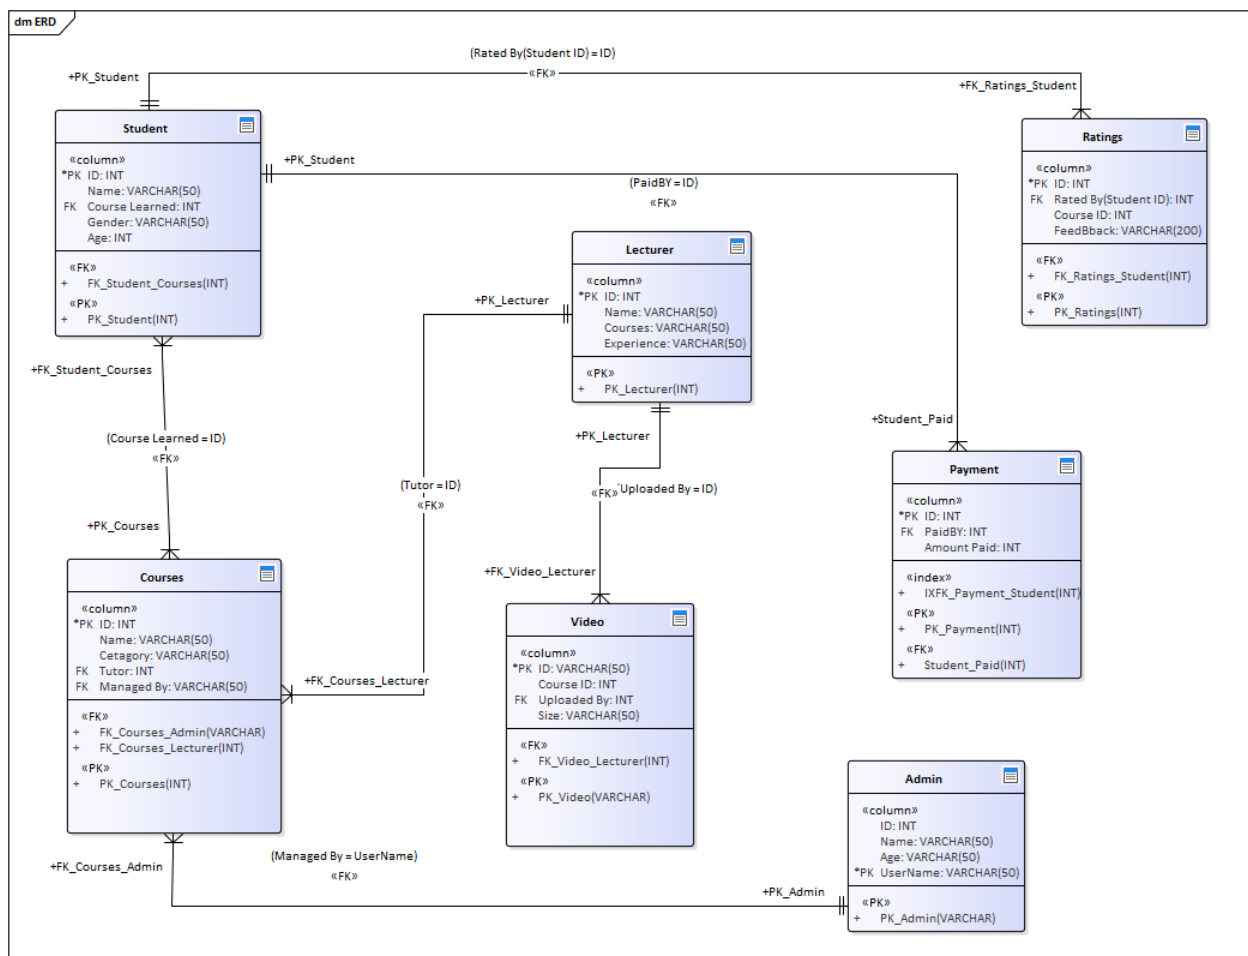 dm ERD
(Rated By(Student ID) = ID)
«FK»
+PK_Student
+FK_Ratings_Student
Student
«column»
*PK ID: INT
Name: VARCHAR(50)
FK Course Learned: INT
Gender: VARCHAR(50)
Age: INT
«FK»
+ FK_Student_Courses(INT)
«PK»
+ PK_Student(INT)
+PK_Student
(PaidBY = ID)
«FK»
Ratings
«column»
*PK ID: INT
FK Rated By(Student ID): INT
Course ID: INT
FeedBback: VARCHAR(200)
«FK»
+ FK_Ratings_Student(INT)
«PK»
+ PK_Ratings(INT)
Lecturer
«column»
*PK ID: INT
Name: VARCHAR(50)
Courses: VARCHAR(50)
Experience: VARCHAR(50)
«PK»
+ PK_Lecturer(INT)
+PK_Lecturer
+FK_Student_Courses
(Course Learned = ID)
«FK»
+PK_Courses
+PK_Lecturer
(Tutor = ID)
«FK»
«FK»
Uploaded By = ID)
+FK_Video_Lecturer
+Student_Paid
Payment
«column»
*PK ID: INT
FK PaidBY: INT
Amount Paid: INT
«index»
+ IXFK_Payment_Student(INT)
«PK»
+ PK_Payment(INT)
«FK»
+ Student_Paid(INT)
Courses
«column»
*PK ID: INT
Name: VARCHAR(50)
Cetagory: VARCHAR(50)
FK Tutor: INT
FK Managed By: VARCHAR(50)
«FK»
+ FK_Courses_Admin(VARCHAR)
+ FK_Courses_Lecturer(INT)
«PK»
+ PK_Courses(INT)
+FK_Courses_Lecturer
Video
«column»
*PK ID: VARCHAR(50)
Course ID: INT
FK Uploaded By: INT
Size: VARCHAR(50)
«FK»
+ FK_Video_Lecturer(INT)
«PK»
+ PK_Video(VARCHAR)
Admin
«column»
ID: INT
Name: VARCHAR(50)
Age: VARCHAR(50)
*PK UserName: VARCHAR(50)
«PK»
+ PK_Admin(VARCHAR)
+FK_Courses_Admin
(Managed By = UserName)
«FK»
+PK_Admin